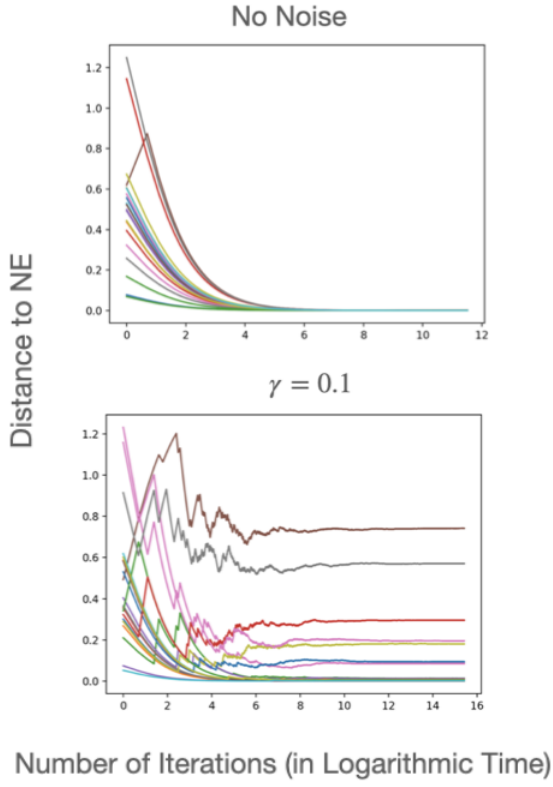 No Noise
1.2
1.0
0.8
0.6
0.4
0.2
0.0
0 2 4 6 8 10 12
Distance to NE
γ = 0.1
1.2
1.0
0.8
0.6
0.4
0.2
0.0
0 2 4 6 8 10 12 14 16
Number of Iterations (in Logarithmic Time)